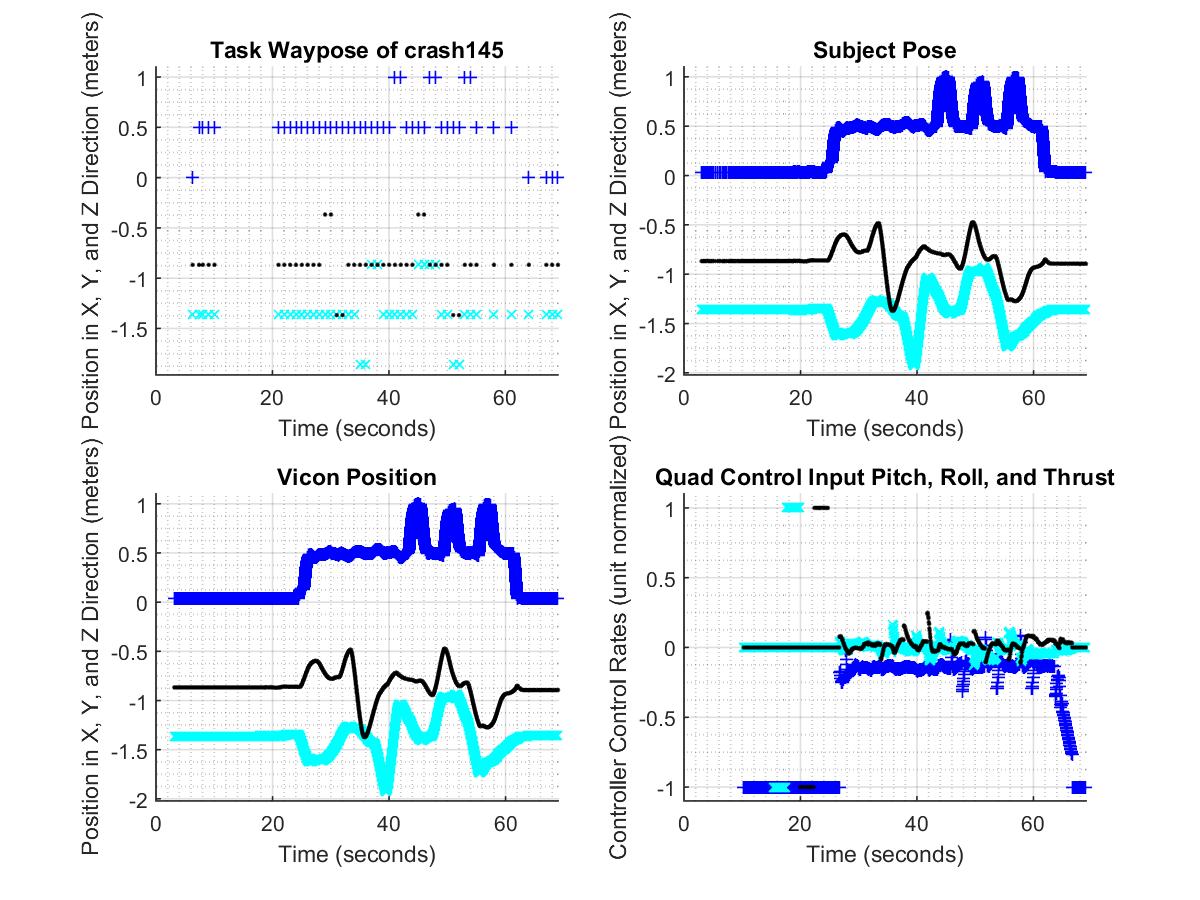 Task Waypose of crash145
Position in X, Y, and Z Direction (meters)
1
0.5
0
-0.5
-1
-1.5
0 20 40 60
Time (seconds)
Subject Pose
Position in X, Y, and Z Direction (meters)
1
0.5
0
-0.5
-1
-1.5
-2
0 20 40 60
Time (seconds)
Vicon Position
Position in X, Y, and Z Direction (meters)
1
0.5
0
-0.5
-1
-1.5
-2
0 20 40 60
Time (seconds)
Quad Control Input Pitch, Roll, and Thrust
Controller Control Rates (unit normalized)
1
0.5
0
-0.5
-1
0 20 40 60
Time (seconds)